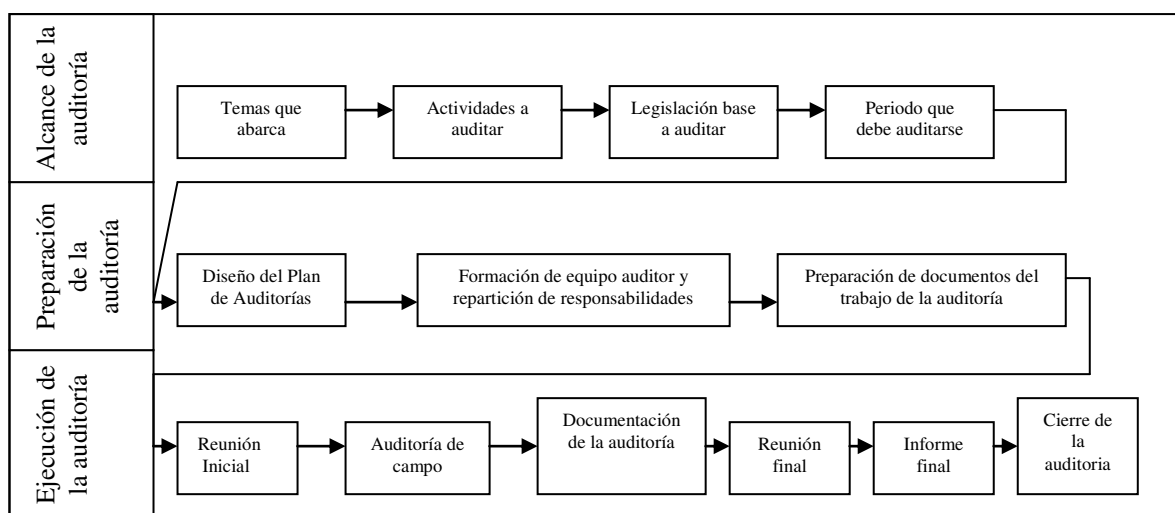 Alcance de la
auditoría
Temas que
abarca
Actividades a
auditar
Legislación base
a auditar
Periodo que
debe auditarse
Preparación
de la
auditoría
Diseño del Plan
de Auditorías
Formación de equipo auditor y
repartición de responsabilidades
Preparación de documentos del
trabajo de la auditoría
Ejecución de
la auditoría
Reunión
Inicial
Auditoría de
campo
Documentación
de la auditoría
Reunión
final
Informe
final
Cierre de
la
auditoria